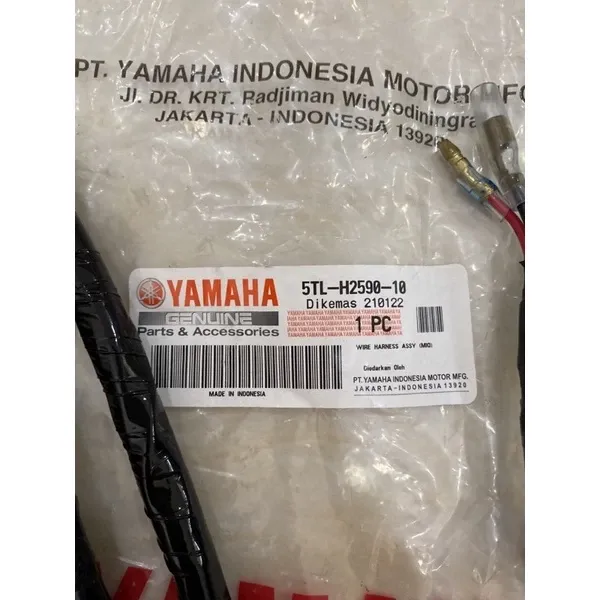 PT. YAMAHA INDONESIA MOTOR MFG
Jl. DR. KRT. Radjiman Widyodiningra
JAKARTA - INDONESIA 13920
YAMAHA
GENUINE
Parts & Accessories
MADE IN INDONESIA
5TL-H2590-10
Dikemas 210122
1 PC
WIRE HARNESS ASSY (MIO)
Diedarkan Oleh
PT. YAMAHA INDONESIA MOTOR MFG.
JAKARTA-INDONESIA 13920